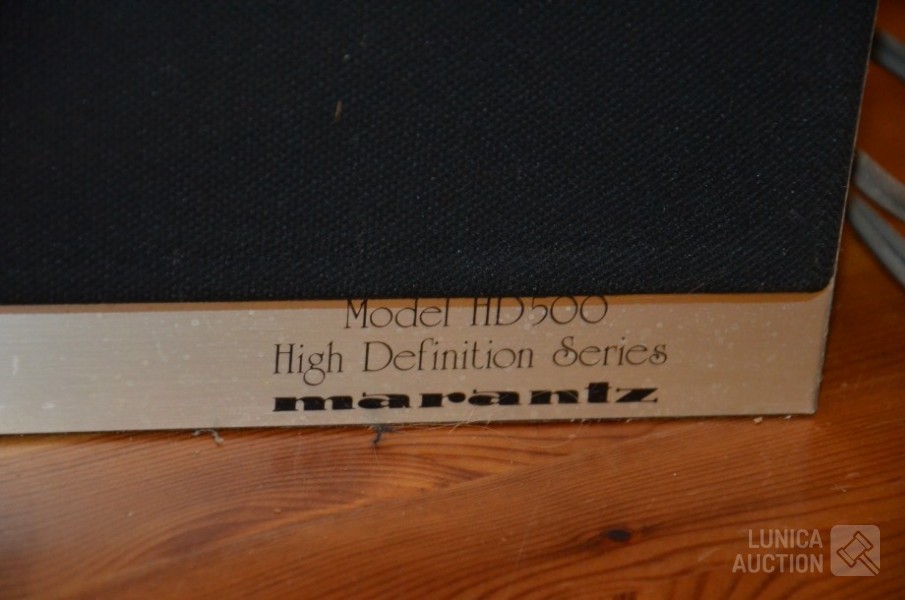 Model HD500
High Definition Series
marantz
LUNICA
AUCTION